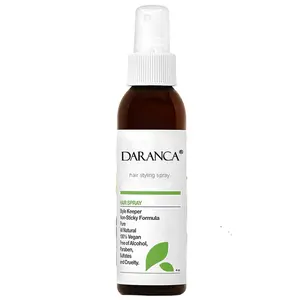 DARANCA®
hair styling spray
HAIR SPRAY
Style Keeper
Non-Sticky Formula
Pure
All Natural
100% Vegan
Free of Alcohol,
Paraben,
Sulfates
and Cruelty.